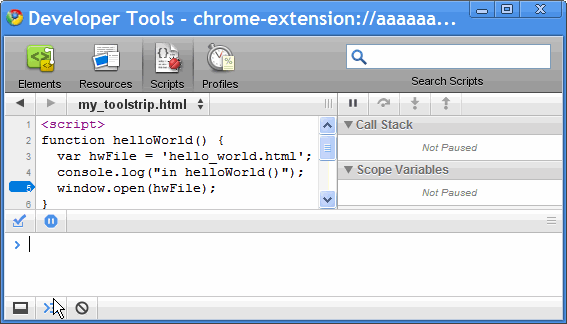 Developer Tools - chrome-extension://aaaaaa...
Elements Resources Scripts Profiles Search Scripts
my_toolstrip.html
1 <script>
2 function helloWorld() {
3 var hwFile = 'hello_world.html';
4 console.log("in helloWorld()");
5 window.open(hwFile);
6 }
Call Stack
Not Paused
Scope Variables
Not Paused
>